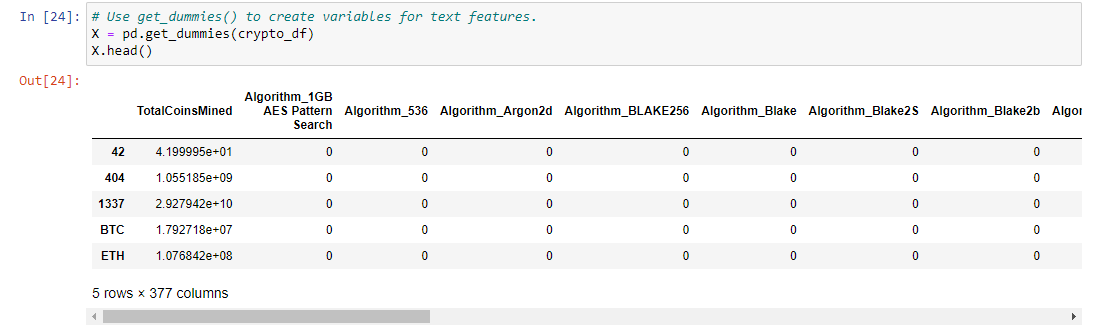 In [24]: # Use get_dummies() to create variables for text features.
X = pd.get_dummies(crypto_df)
X.head()
Out[24]:
Algorithm_1GB
TotalCoinsMined AES Pattern Algorithm_536 Algorithm_Argon2d Algorithm_BLAKE256 Algorithm_Blake Algorithm_Blake2S Algorithm_Blake2b Algor
Search
42 4.199995e+01 0 0 0 0 0 0 0
404 1.055185e+09 0 0 0 0 0 0 0
1337 2.927942e+10 0 0 0 0 0 0 0
BTC 1.792718e+07 0 0 0 0 0 0 0
ETH 1.076842e+08 0 0 0 0 0 0 0
5 rows × 377 columns